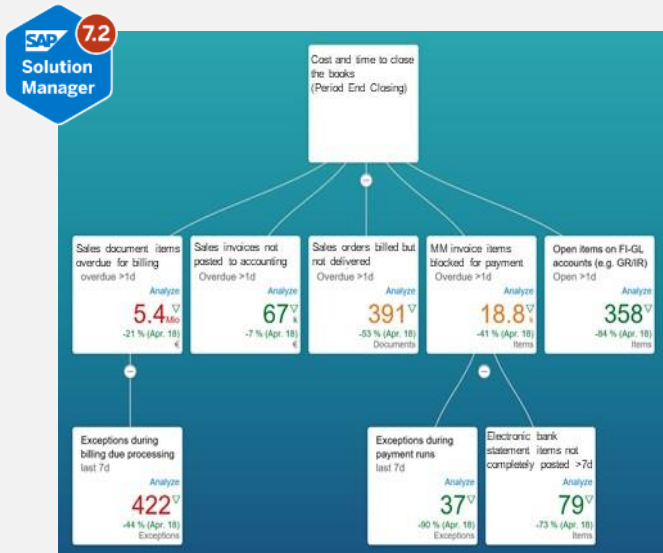 SAP 7.2
Solution
Manager
Cost and time to close
the books
(Period End Closing)
Sales document items
overdue for billing
overdue >1d
Analyze
5.4 Mio
-21 % (Apr. 18)
€
Sales invoices not
posted to accounting
Overdue >1d
Analyze
67 k
-7 % (Apr. 18)
€
Sales orders billed but
not delivered
Overdue >1d
Analyze
391
-53 % (Apr. 18)
Documents
MM invoice items
blocked for payment
Overdue >1d
Analyze
18.8 k
-41 % (Apr. 18)
Items
Open items on FI-GL
accounts (e.g. GR/IR)
Open >1d
Analyze
358
-84 % (Apr. 18)
Items
Exceptions during
billing due processing
last 7d
Analyze
422
-44 % (Apr. 18)
Exceptions
Exceptions during
payment runs
last 7d
Analyze
37
-90 % (Apr. 18)
Exceptions
Electronic bank
statement items not
completely posted >7d
Analyze
79
-73 % (Apr. 18)
Items